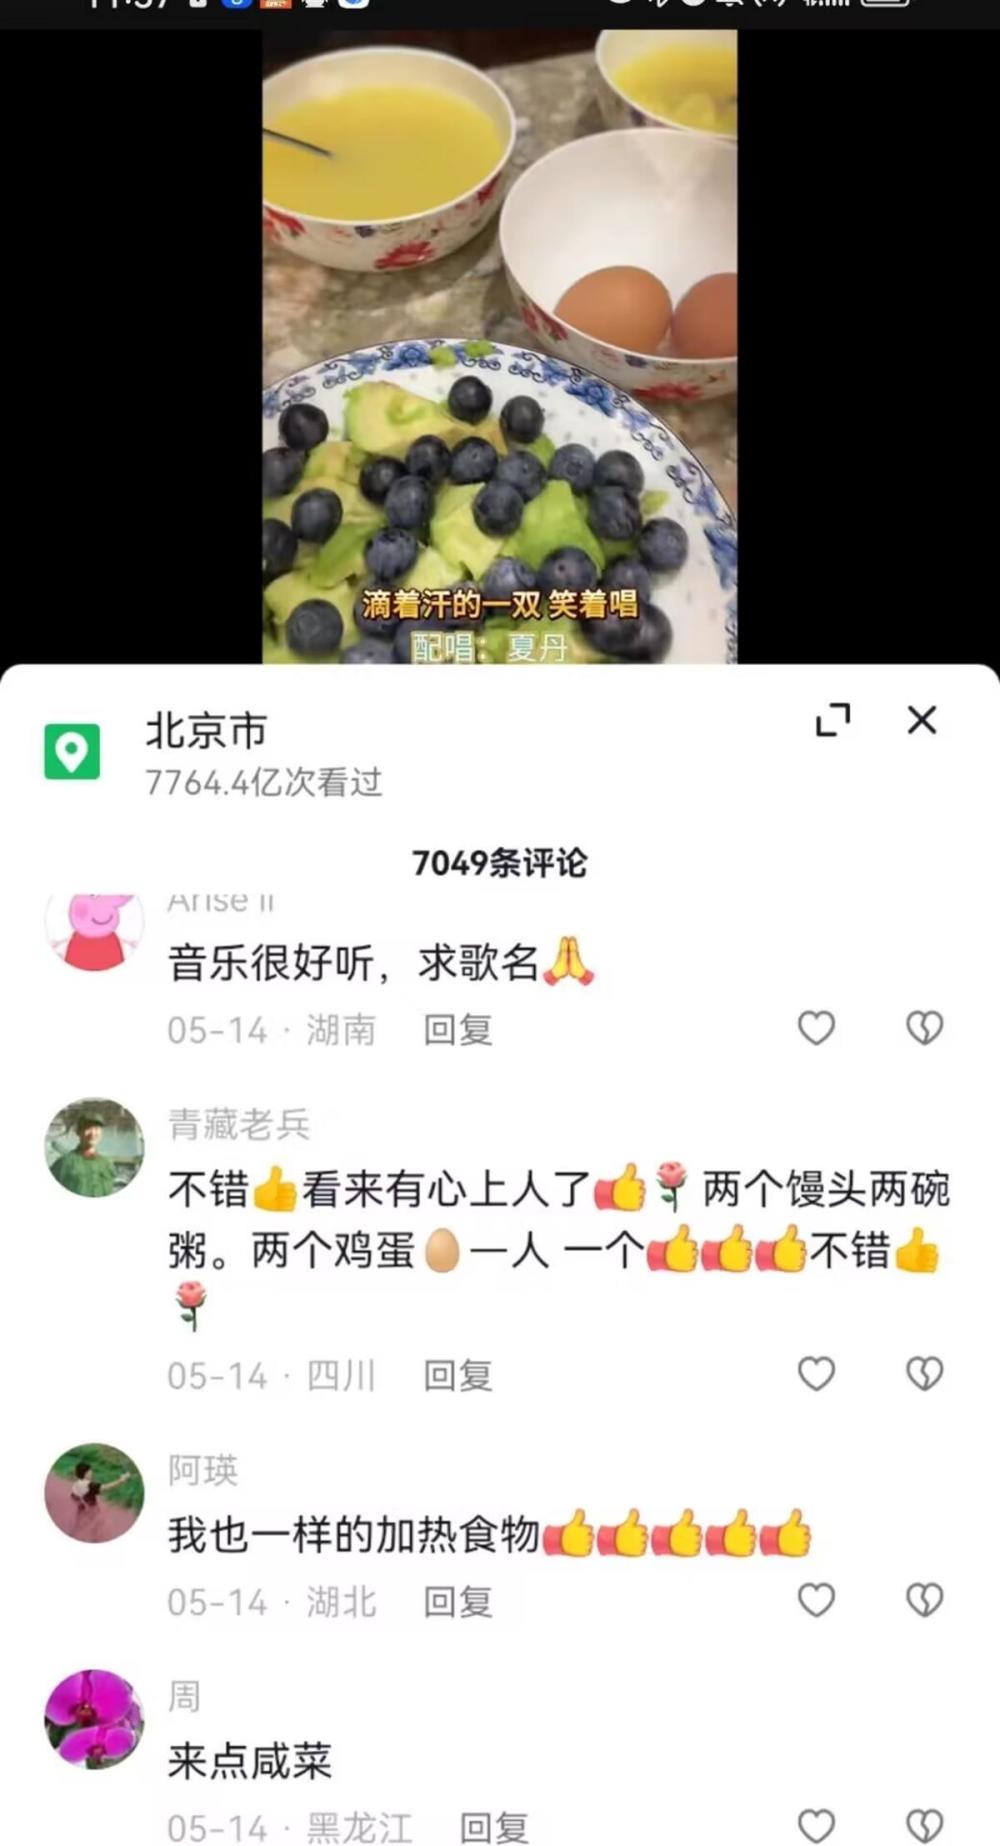 滴着汗的一双 笑着唱
配唱：夏丹
北京市
7764.4亿次看过
7049条评论
音乐很好听，求歌名🙏
05-14 · 湖南 回复
青藏老兵
不错👍看来有心上人了👍🌹两个馒头两碗
粥。两个鸡蛋🥚一人 一个👍👍👍不错👍
🌹
05-14 · 四川 回复
阿瑛
我也一样的加热食物👍👍👍👍👍
05-14 · 湖北 回复
周
来点咸菜
05-14 · 黑龙江 回复